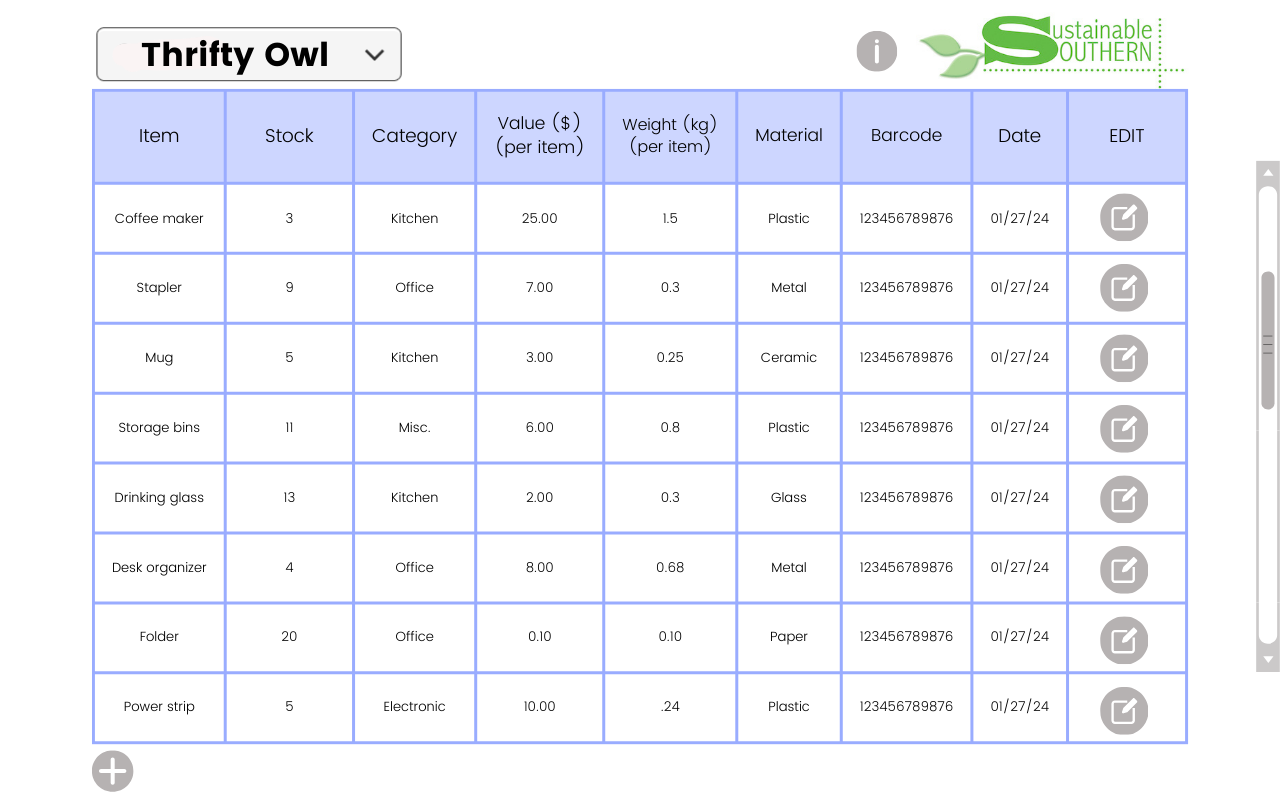 Thrifty Owl
i
Sustainable
SOUTHERN
Item Stock Category Value ($) (per item) Weight (kg) (per item) Material Barcode Date EDIT
Coffee maker 3 Kitchen 25.00 1.5 Plastic 123456789876 01/27/24
Stapler 9 Office 7.00 0.3 Metal 123456789876 01/27/24
Mug 5 Kitchen 3.00 0.25 Ceramic 123456789876 01/27/24
Storage bins 11 Misc. 6.00 0.8 Plastic 123456789876 01/27/24
Drinking glass 13 Kitchen 2.00 0.3 Glass 123456789876 01/27/24
Desk organizer 4 Office 8.00 0.68 Metal 123456789876 01/27/24
Folder 20 Office 0.10 0.10 Paper 123456789876 01/27/24
Power strip 5 Electronic 10.00 .24 Plastic 123456789876 01/27/24